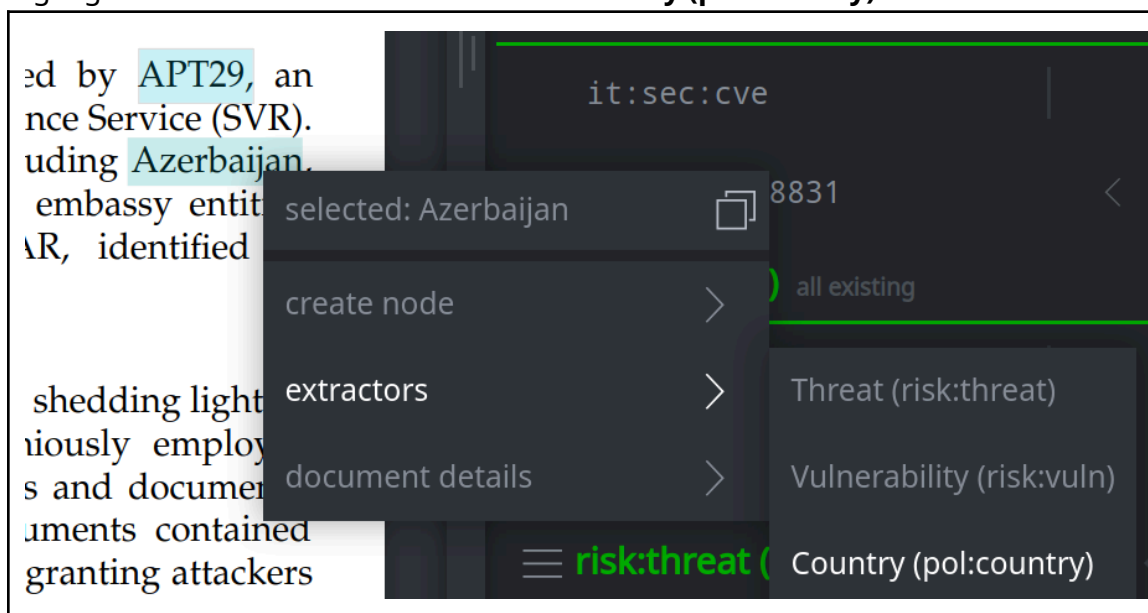 ed by APT29, an
nce Service (SVR).
uding Azerbaijan,
embassy entit
AR, identified
shedding light
niously employ
s and documen
uments contained
granting attackers
it:sec:cve
8831
) all existing
selected: Azerbaijan
create node
extractors
document details
Threat (risk:threat)
Vulnerability (risk:vuln)
Country (pol:country)
risk:threat (